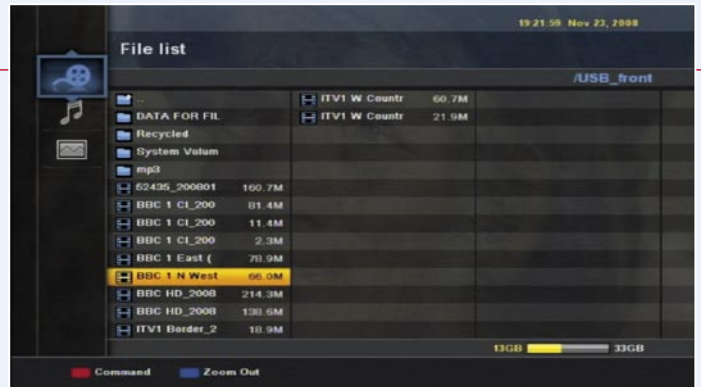 19:21:59 Nov 23, 2008
File list
/USB_front
..
DATA FOR FIL
Recycled
System Volum
mp3
52435_200801 160.7M
BBC 1 CI_200 81.4M
BBC 1 CI_200 11.4M
BBC 1 CI_200 2.3M
BBC 1 East ( 78.9M
BBC 1 N West 66.0M
BBC HD_2008 214.3M
BBC HD_2008 138.6M
ITV1 Border_2 18.9M
ITV1 W Countr 60.7M
ITV1 W Countr 21.9M
13GB 33GB
Command Zoom Out